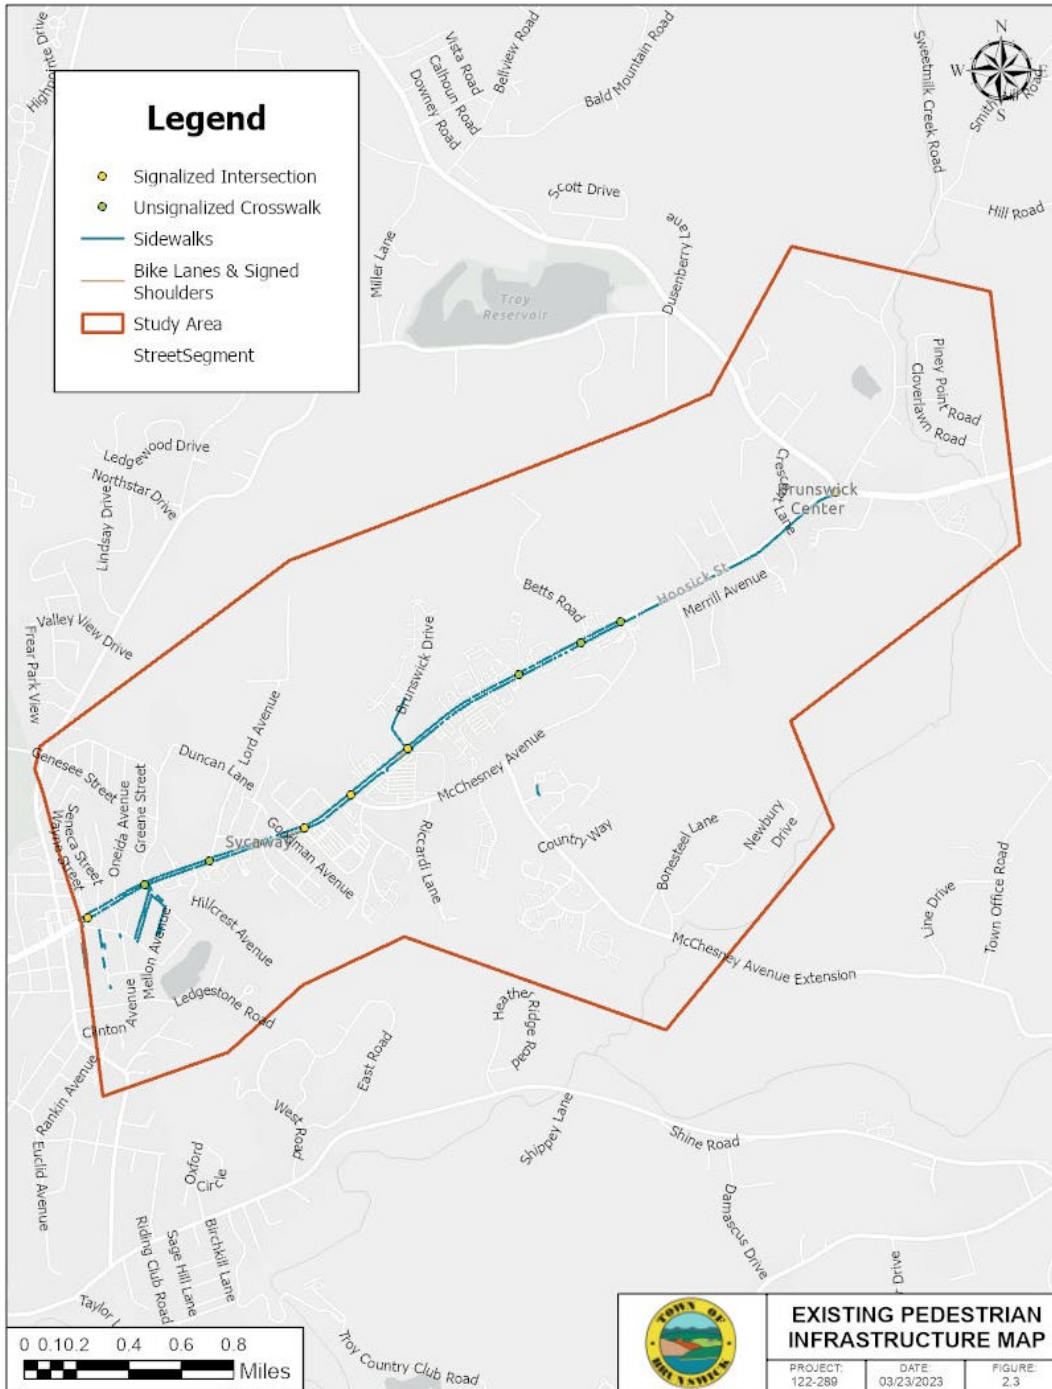 Highpointe Drive
Vista Road
Calhoun Road
Downey Road
Bellview Road
Bald Mountain Road
Sweetmilk Creek Road
N
W
E
S
Legend
Signalized Intersection
Unsignalized Crosswalk
Sidewalks
Bike Lanes & Signed
Shoulders
Study Area
StreetSegment
Scott Drive
Hill Road
Miller Lane
Dusenberry Lane
Troy
Reservoir
Piney Point Road
Cloverlawn Road
Ledgewood Drive
Northstar Drive
Lindsay Drive
Crescent Lane
Brunswick
Center
Hoosick St
Merrill Avenue
Betts Road
Valley View Drive
Frear Park View
Brunswick Drive
Lord Avenue
Duncan Lane
Genesee Street
McChesney Avenue
Seneca Street
Wayne Street
Oneida Avenue
Greene Street
Sycaway
Goodman Avenue
Riccardi Lane
Country Way
Bonesteel Lane
Newbury
Drive
Hillcrest Avenue
Mellon Avenue
Line Drive
Town Office Road
McChesney Avenue Extension
Ledgestone Road
Clinton
Avenue
Heather
Ridge Road
Rankin Avenue
East Road
West Road
Shippey Lane
Shine Road
Euclid Avenue
Oxford
Circle
Riding Club Road
Sage Hill Lane
Birchkill Lane
Damascus Drive
r Drive
Taylor L
Troy Country Club Road
0 0.10.2 0.4 0.6 0.8
Miles
TOWN OF
BRUNSWICK
EXISTING PEDESTRIAN
INFRASTRUCTURE MAP
PROJECT:
122-289
DATE:
03/23/2023
FIGURE:
2.3